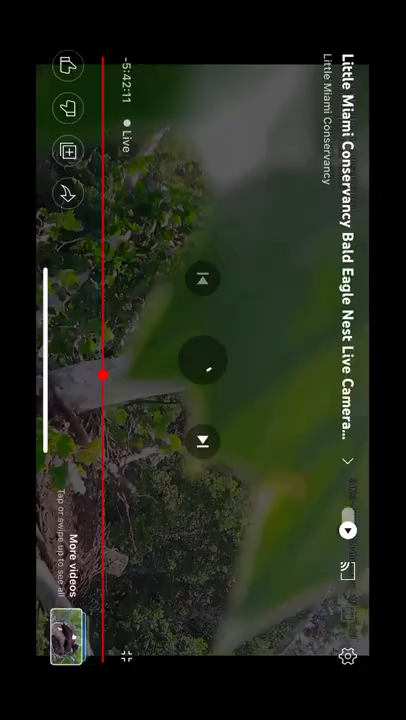 Little Miami Conservancy Bald Eagle Nest Live Camera...
Little Miami Conservancy
-5:42:11
Live
More videos
Tap or swipe up to see all